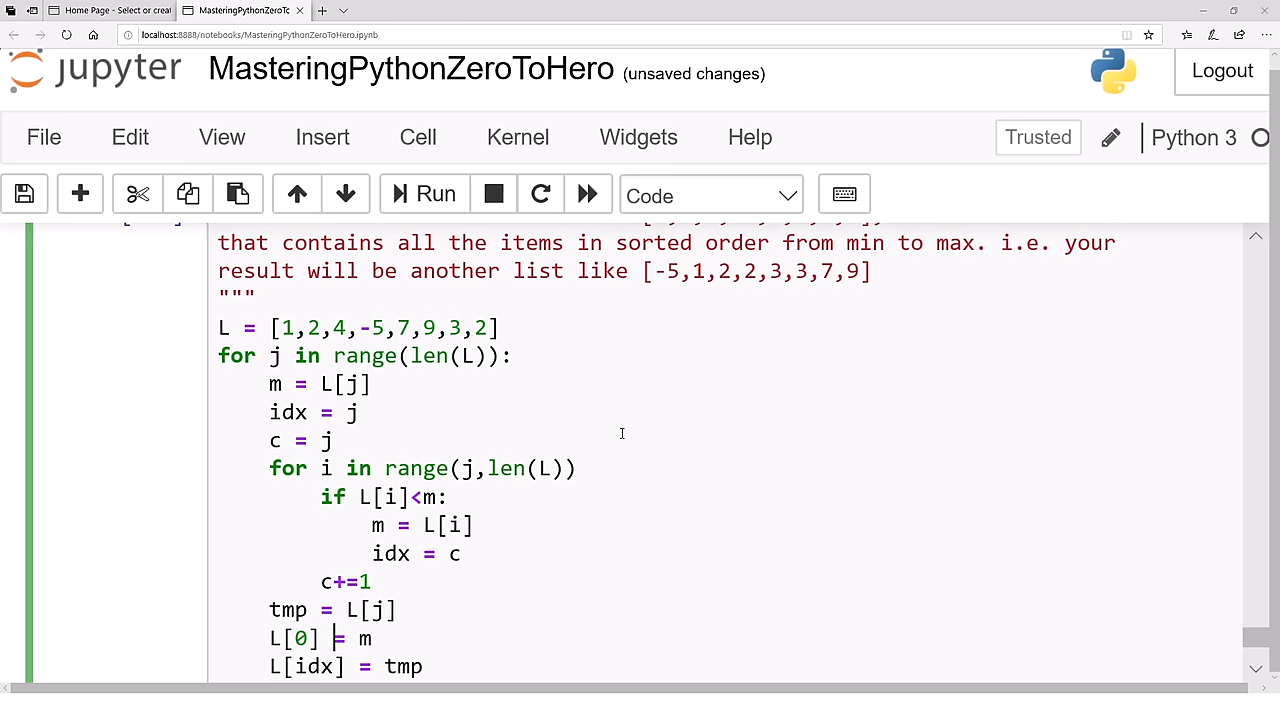 Home Page - Select or creat
MasteringPythonZeroTo
localhost:8888/notebooks/MasteringPythonZeroToHero.ipynb
jupyter MasteringPythonZeroToHero (unsaved changes)
Logout
File Edit View Insert Cell Kernel Widgets Help
Trusted
Python 3
Run
Code
that contains all the items in sorted order from min to max. i.e. your
result will be another list like [-5,1,2,2,3,3,7,9]
"""
L = [1,2,4,-5,7,9,3,2]
for j in range(len(L)):
    m = L[j]
    idx = j
    c = j
    for i in range(j,len(L))
        if L[i]<m:
            m = L[i]
            idx = c
        c+=1
    tmp = L[j]
    L[0] = m
    L[idx] = tmp